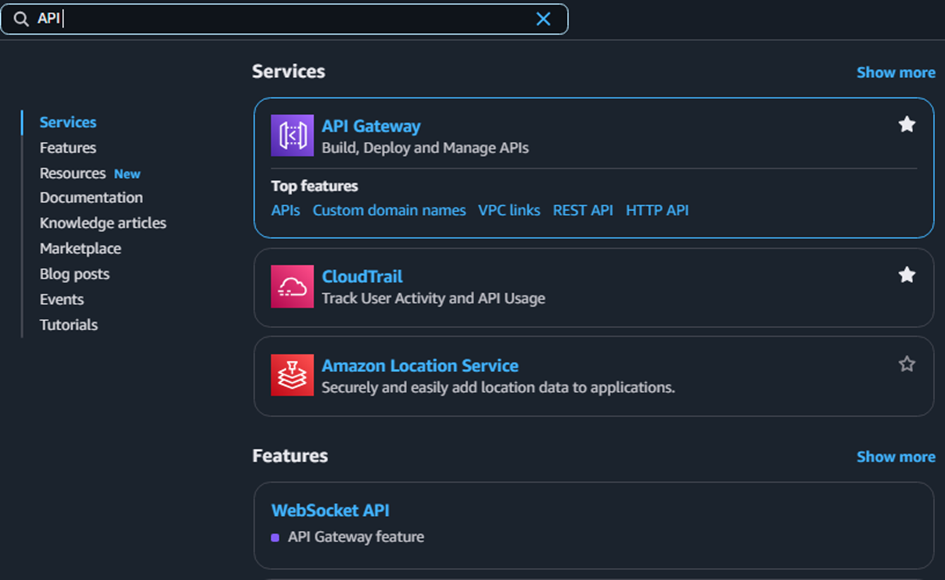 API
Services
Features
Resources New
Documentation
Knowledge articles
Marketplace
Blog posts
Events
Tutorials
Services Show more
API Gateway
Build, Deploy and Manage APIs
Top features
APIs Custom domain names VPC links REST API HTTP API
CloudTrail
Track User Activity and API Usage
Amazon Location Service
Securely and easily add location data to applications.
Features Show more
WebSocket API
API Gateway feature